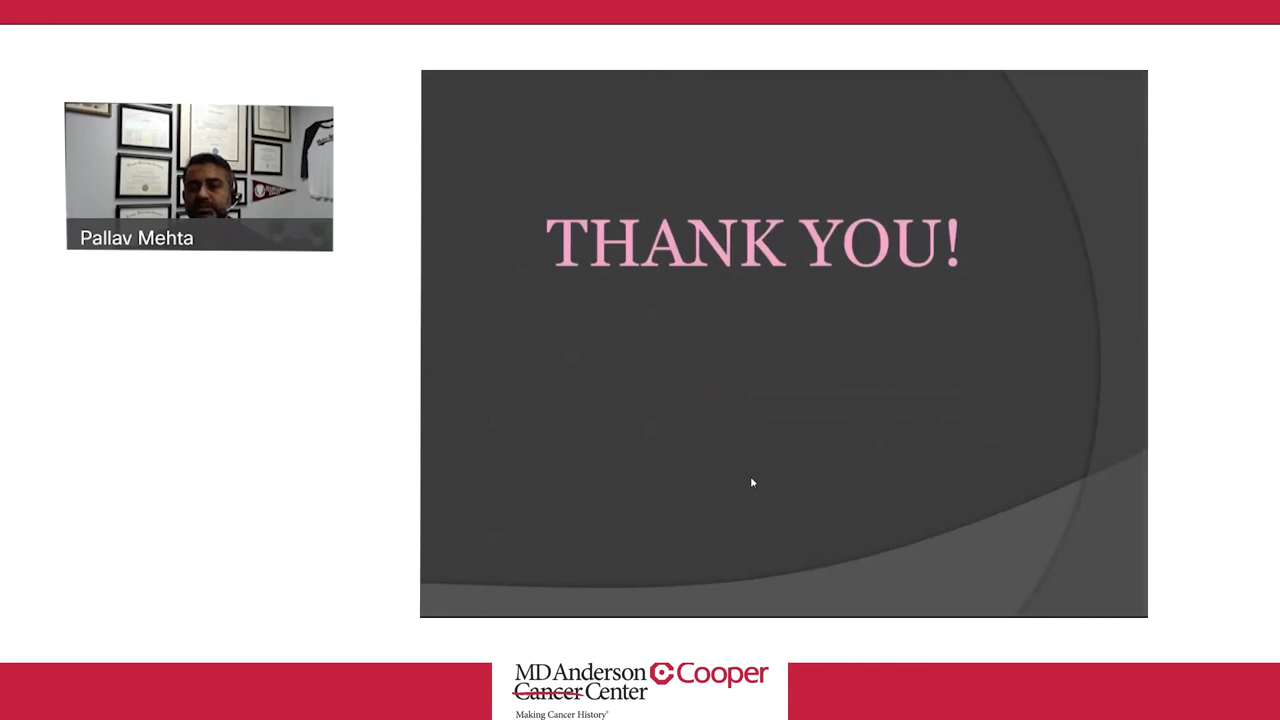 Pallav Mehta
THANK YOU!
MD Anderson
Cancer Center
Making Cancer History®
Cooper